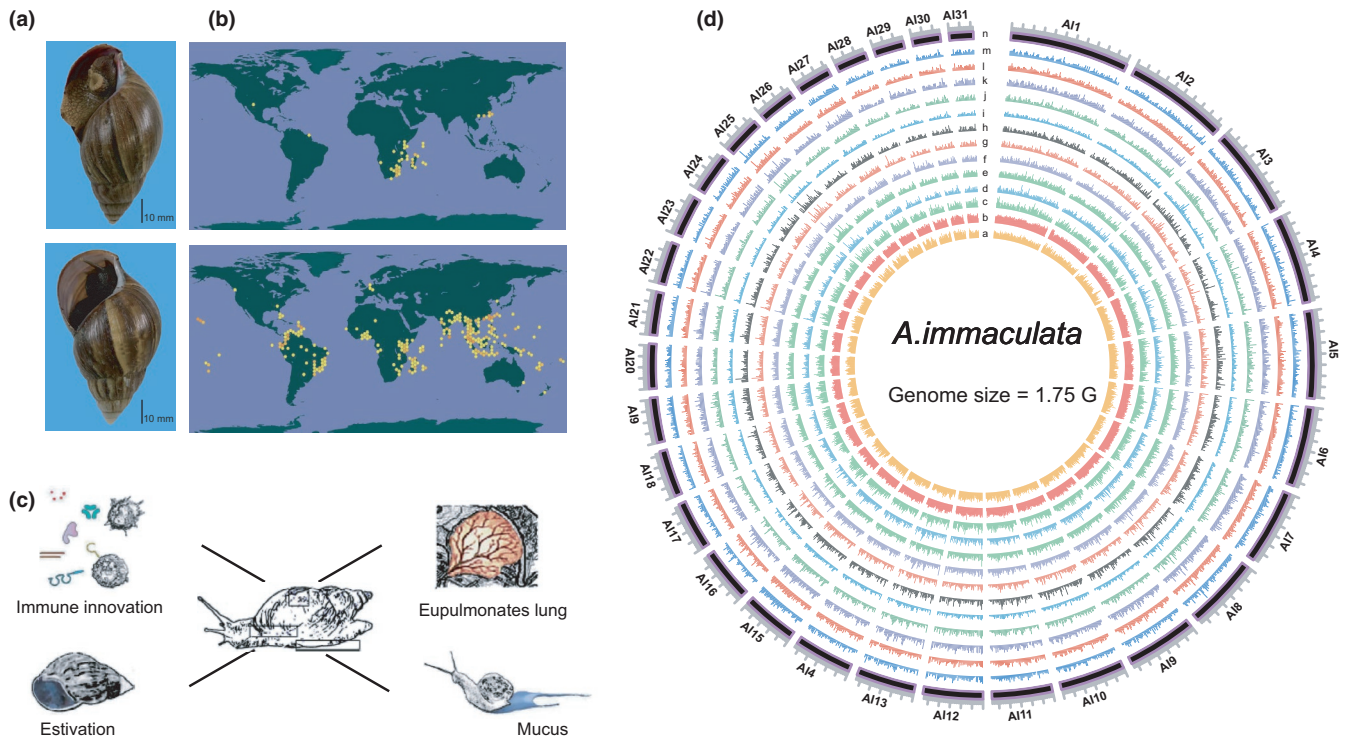 (a)
10 mm
10 mm
(b)
(c)
Immune innovation
Eupulmonates lung
Estivation
Mucus
(d)
AI1
AI2
AI3
AI4
AI5
AI6
AI7
AI8
AI9
AI10
AI11
AI12
AI13
AI4
AI15
AI16
AI17
AI18
AI9
AI20
AI21
AI22
AI23
AI24
AI25
AI26
AI27
AI28
AI29
AI30
AI31
n
m
l
k
j
i
h
g
f
e
d
c
b
a
A.immaculata
Genome size = 1.75 G